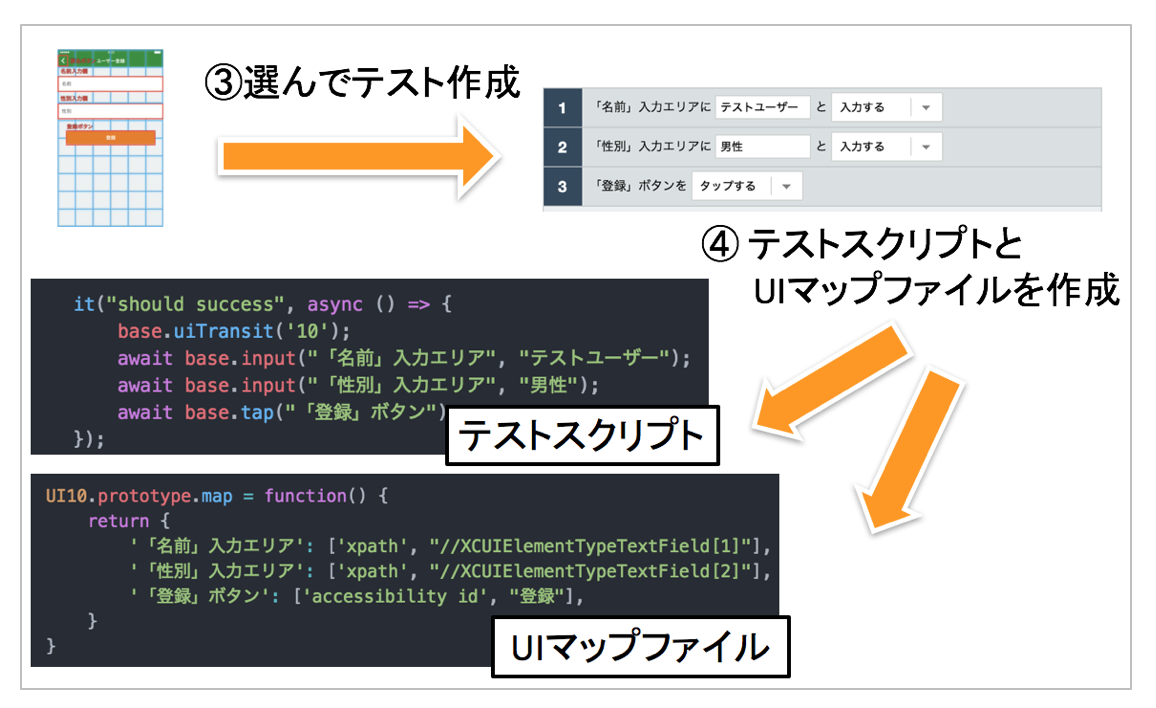 ユーザー登録
名前入力欄
名前
性別入力欄
性別
登録ボタン
登録
③選んでテスト作成
1 「名前」入力エリアに テストユーザー と 入力する
2 「性別」入力エリアに 男性 と 入力する
3 「登録」ボタンを タップする
④ テストスクリプトと
UIマップファイルを作成
it("should success", async () => {
base.uiTransit('10');
await base.input("「名前」入力エリア", "テストユーザー");
await base.input("「性別」入力エリア", "男性");
await base.tap("「登録」ボタン")
});
テストスクリプト
UI10.prototype.map = function() {
return {
'「名前」入力エリア': ['xpath', "//XCUIElementTypeTextField[1]"],
'「性別」入力エリア': ['xpath', "//XCUIElementTypeTextField[2]"],
'「登録」ボタン': ['accessibility id', "登録"],
}
}
UIマップファイル